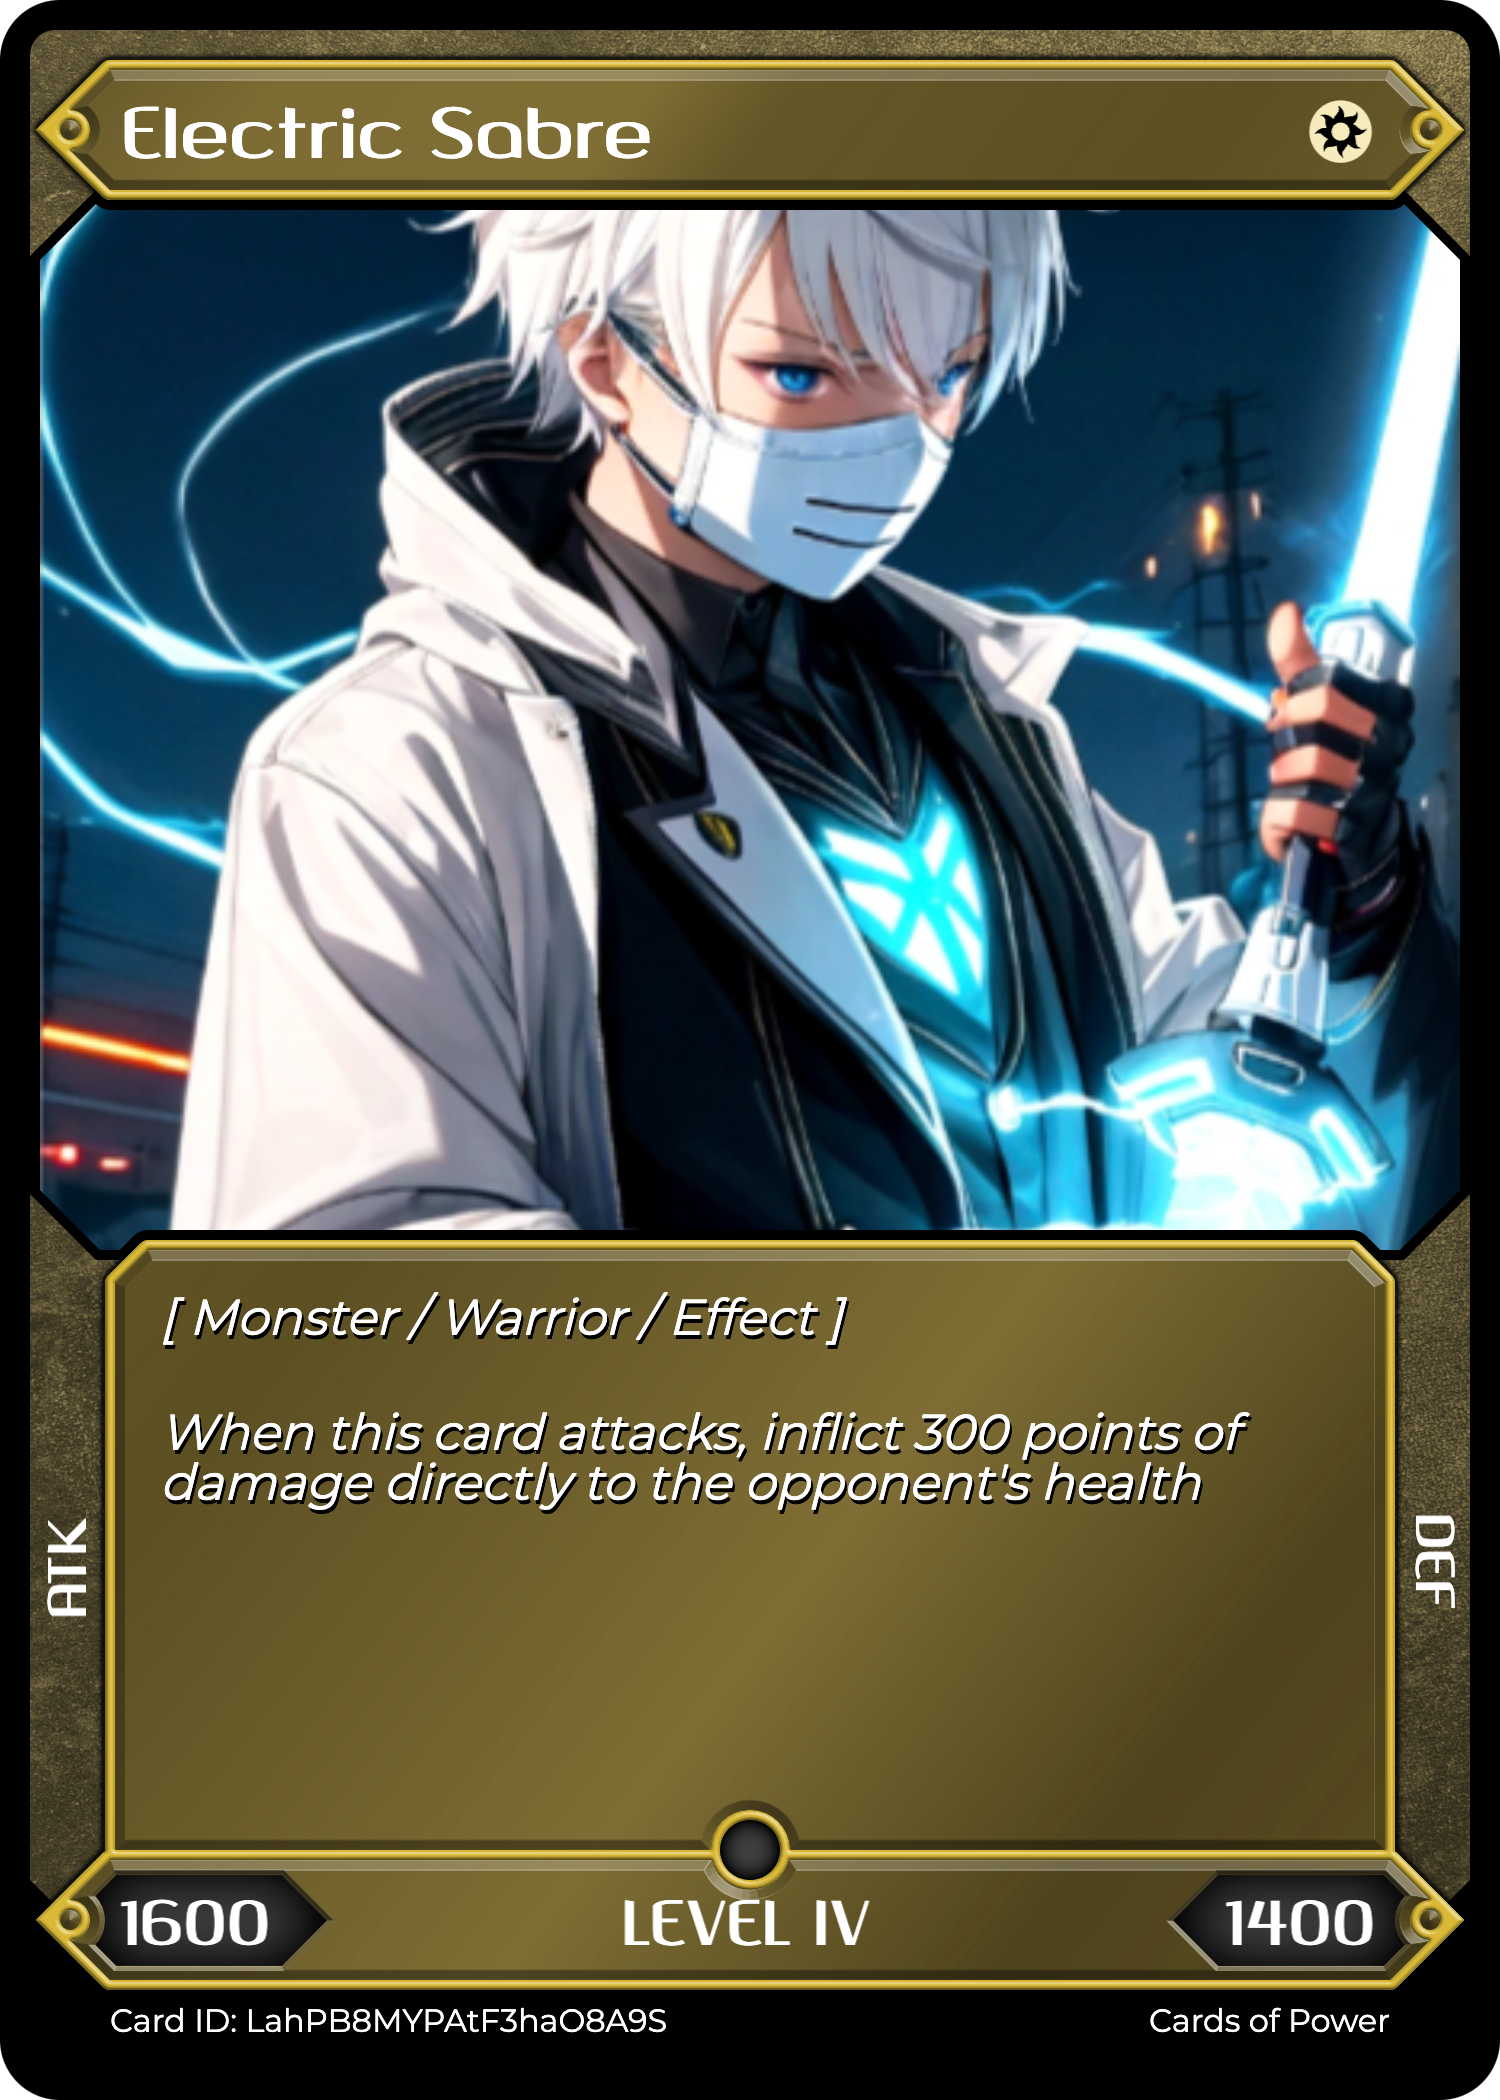 Electric Sabre
[ Monster / Warrior / Effect ]
When this card attacks, inflict 300 points of
damage directly to the opponent's health
ATK
DEF
1600
LEVEL IV
1400
Card ID: LahPB8MYPAtF3haO8A9S
Cards of Power